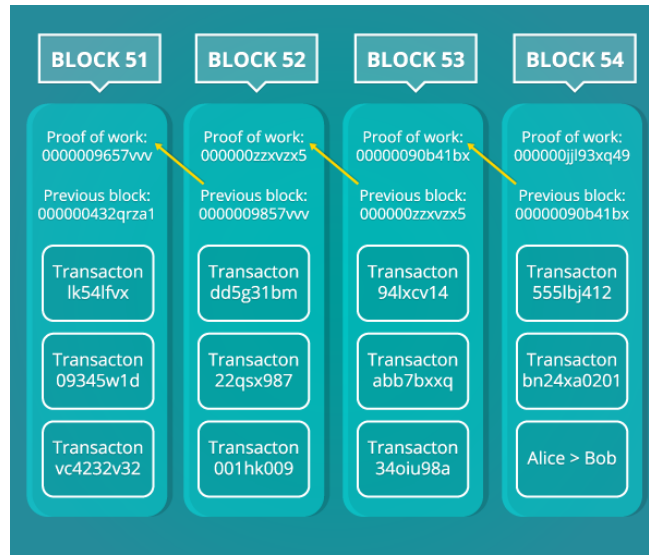 BLOCK 51
Proof of work:
0000009657vvv
Previous block:
000000432qrza1
Transacton
lk54lfvx
Transacton
09345w1d
Transacton
vc4232v32
BLOCK 52
Proof of work:
000000zzxvzx5
Previous block:
0000009857vvv
Transacton
dd5g31bm
Transacton
22qsx987
Transacton
001hk009
BLOCK 53
Proof of work:
00000090b41bx
Previous block:
000000zzxvzx5
Transacton
94lxcv14
Transacton
abb7bxxq
Transacton
34oiu98a
BLOCK 54
Proof of work:
000000jjl93xq49
Previous block:
00000090b41bx
Transacton
555lbj412
Transacton
bn24xa0201
Alice > Bob